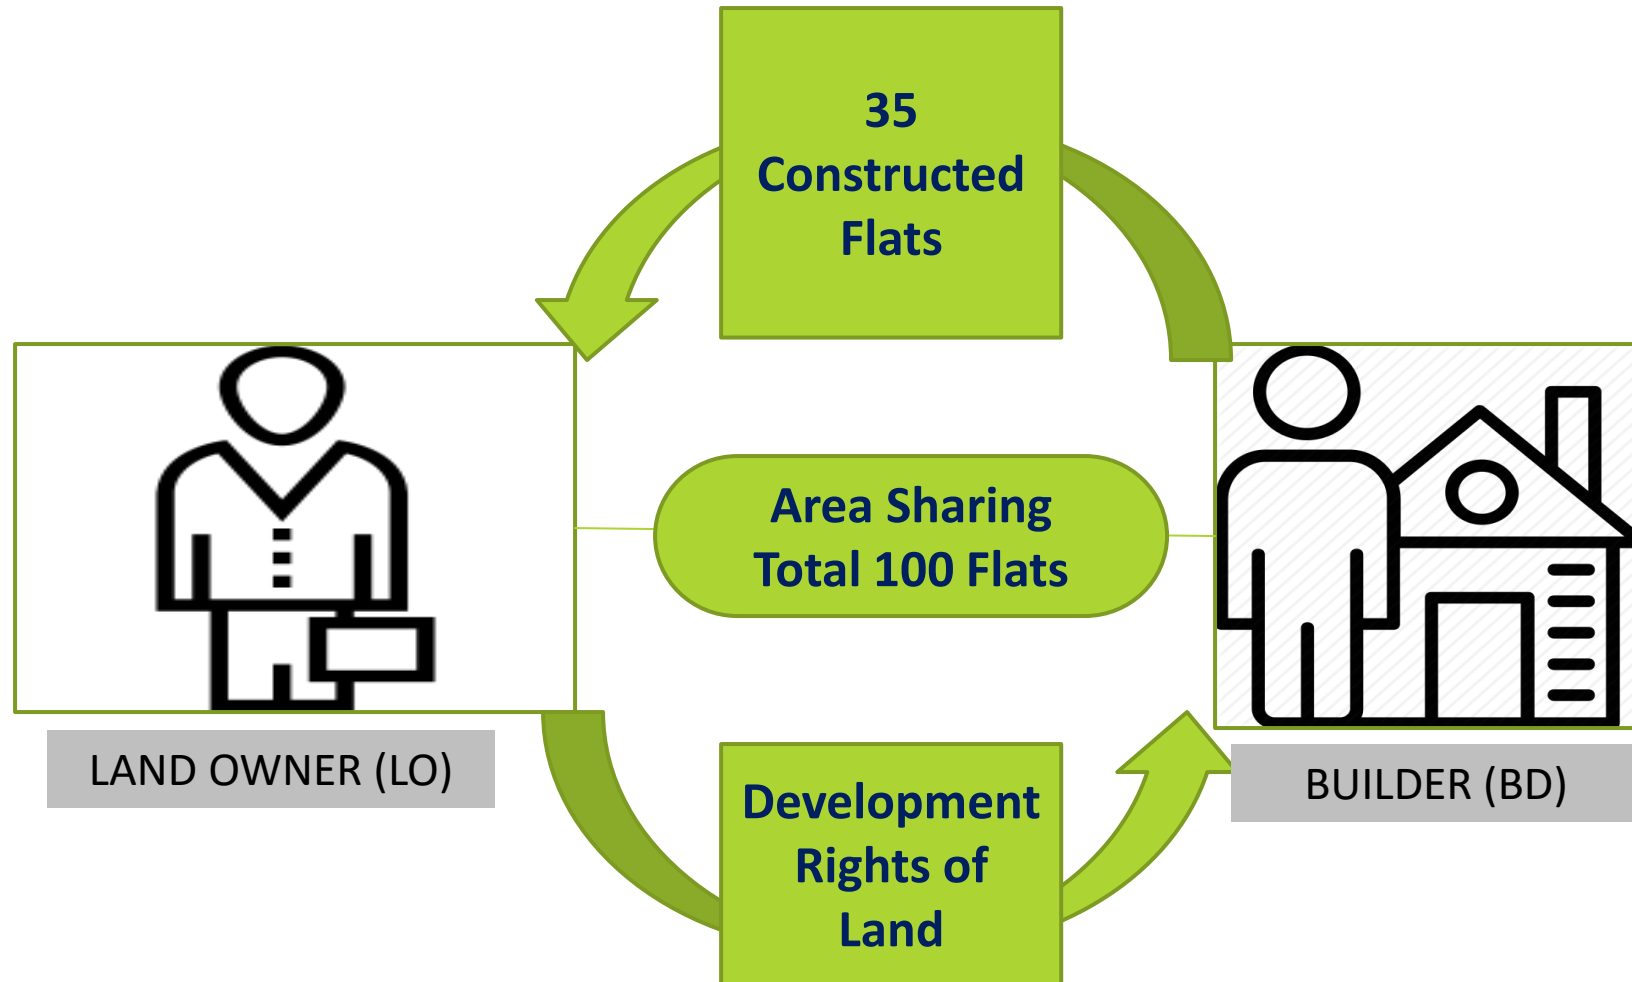 35
Constructed
Flats
Area Sharing
Total 100 Flats
LAND OWNER (LO)
BUILDER (BD)
Development
Rights of
Land